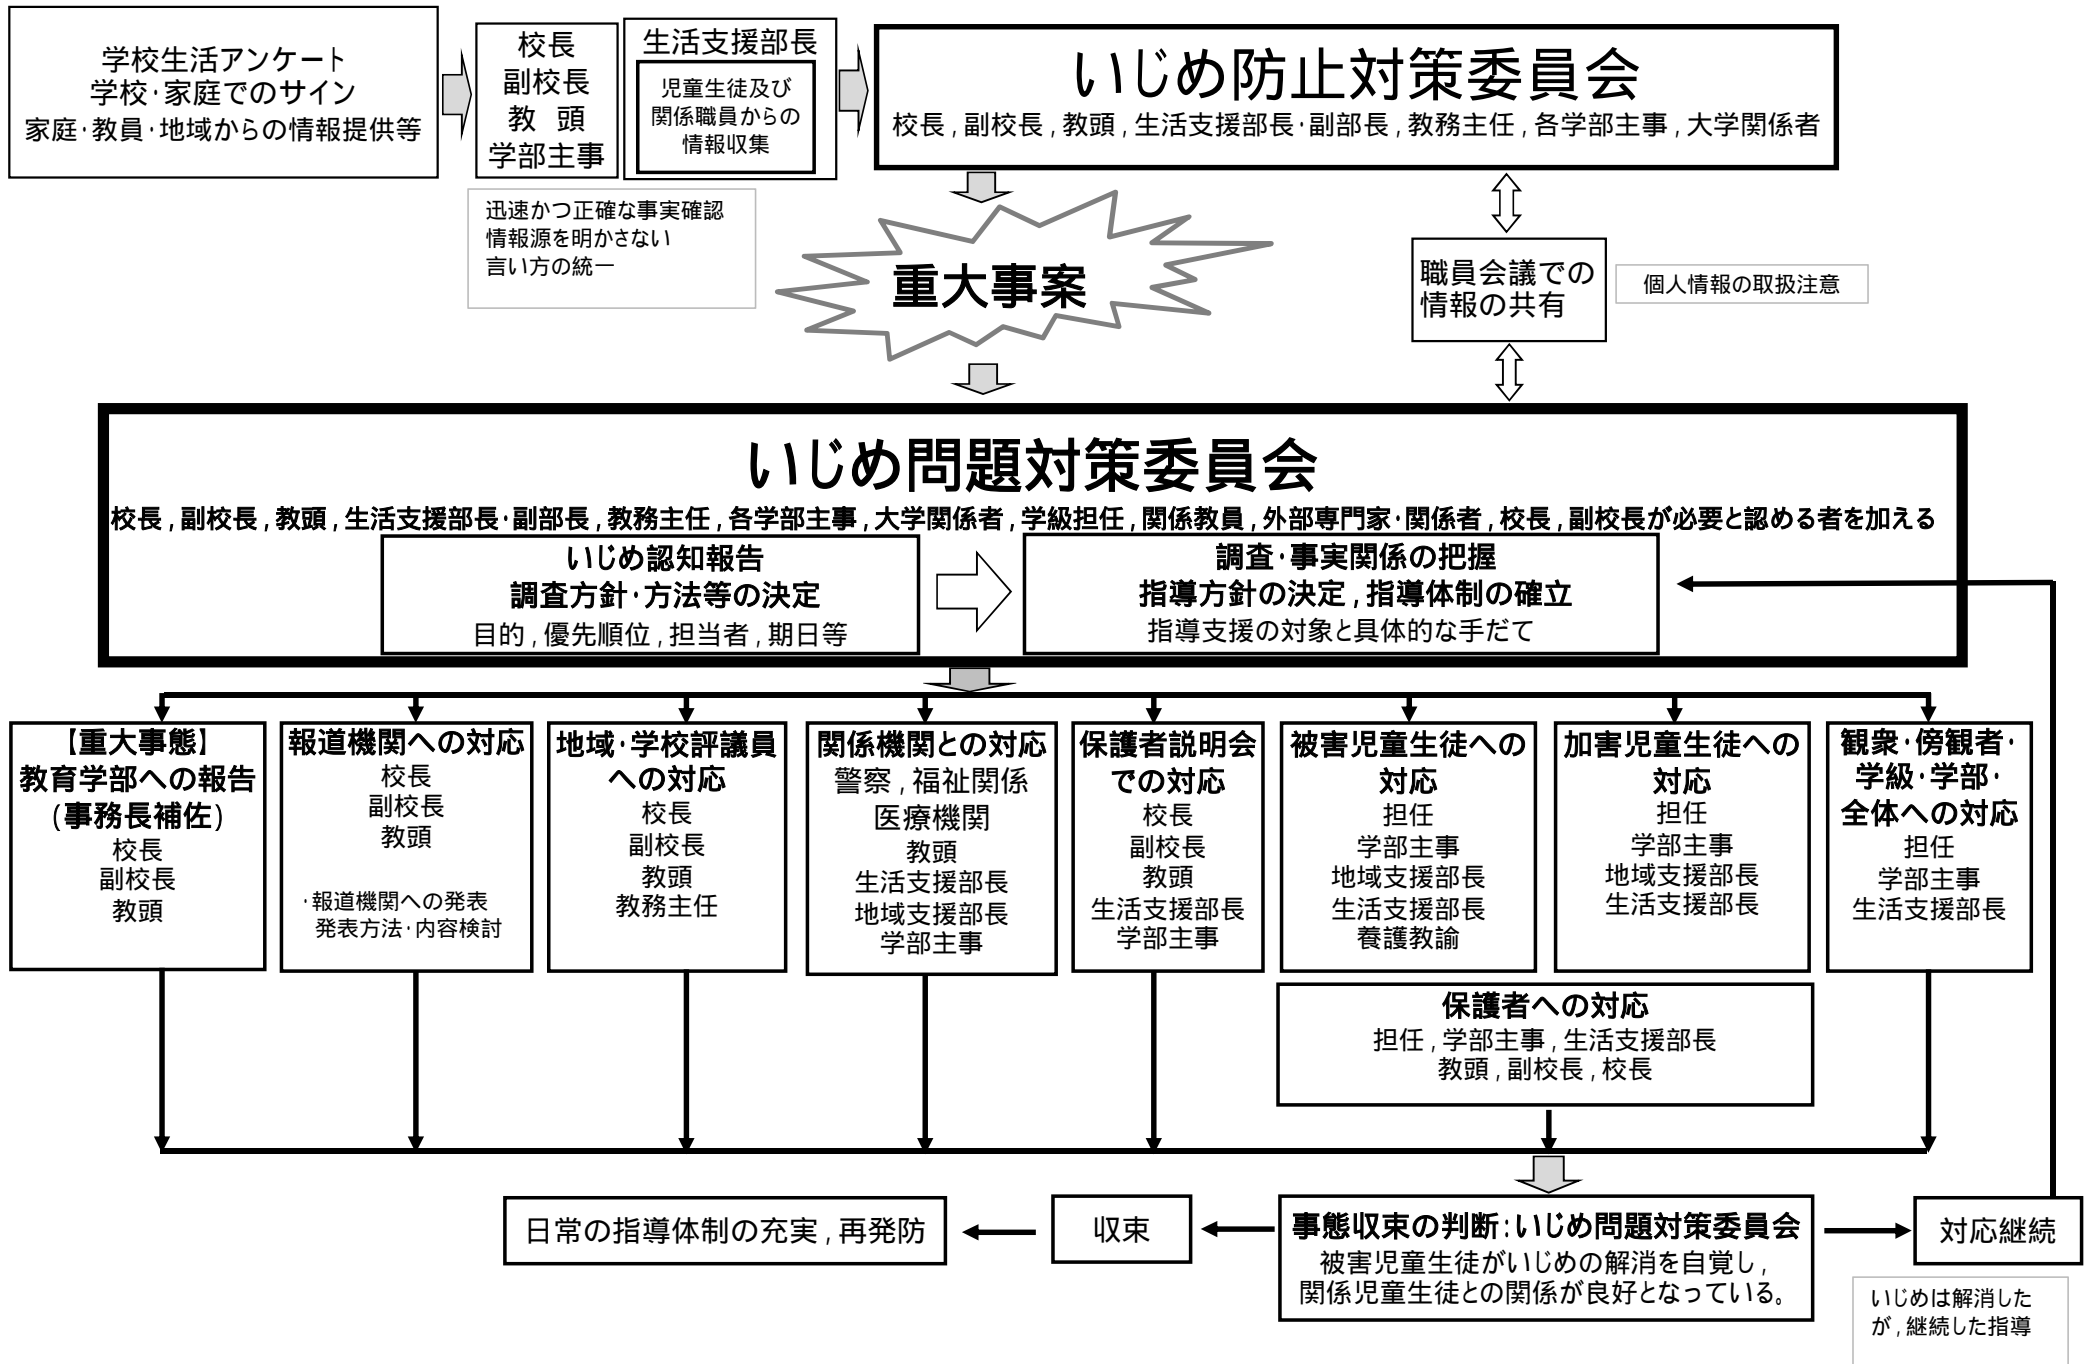 学校生活アンケート
学校・家庭でのサイン
家庭・教員・地域からの情報提供等
校長
副校長
教　頭
学部主事
生活支援部長
児童生徒及び
関係職員からの
情報収集
いじめ防止対策委員会
校長，副校長，教頭，生活支援部長・副部長，教務主任，各学部主事，大学関係者
迅速かつ正確な事実確認
情報源を明かさない
言い方の統一
重大事案
職員会議での
情報の共有
個人情報の取扱注意
いじめ問題対策委員会
校長，副校長，教頭，生活支援部長・副部長，教務主任，各学部主事，大学関係者，学級担任，関係教員，外部専門家・関係者，校長，副校長が必要と認める者を加える
いじめ認知報告
調査方針・方法等の決定
目的，優先順位，担当者，期日等
調査・事実関係の把握
指導方針の決定，指導体制の確立
指導支援の対象と具体的な手だて
【重大事態】
教育学部への報告
（事務長補佐）
校長
副校長
教頭
報道機関への対応
校長
副校長
教頭
・報道機関への発表
発表方法・内容検討
地域・学校評議員
への対応
校長
副校長
教頭
教務主任
関係機関との対応
警察，福祉関係
医療機関
教頭
生活支援部長
地域支援部長
学部主事
保護者説明会
での対応
校長
副校長
教頭
生活支援部長
学部主事
被害児童生徒への
対応
担任
学部主事
地域支援部長
生活支援部長
養護教諭
加害児童生徒への
対応
担任
学部主事
地域支援部長
生活支援部長
観衆・傍観者・
学級・学部・
全体への対応
担任
学部主事
生活支援部長
保護者への対応
担任，学部主事，生活支援部長
教頭，副校長，校長
日常の指導体制の充実，再発防
収束
事態収束の判断：いじめ問題対策委員会
被害児童生徒がいじめの解消を自覚し，
関係児童生徒との関係が良好となっている。
対応継続
いじめは解消した
が，継続した指導